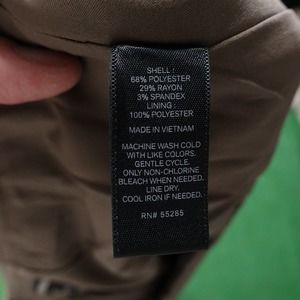 SHELL :
68% POLYESTER
29% RAYON
3% SPANDEX
LINING :
100% POLYESTER
MADE IN VIETNAM
MACHINE WASH COLD
WITH LIKE COLORS.
GENTLE CYCLE.
ONLY NON-CHLORINE
BLEACH WHEN NEEDED.
LINE DRY.
COOL IRON IF NEEDED.
RN# 55285